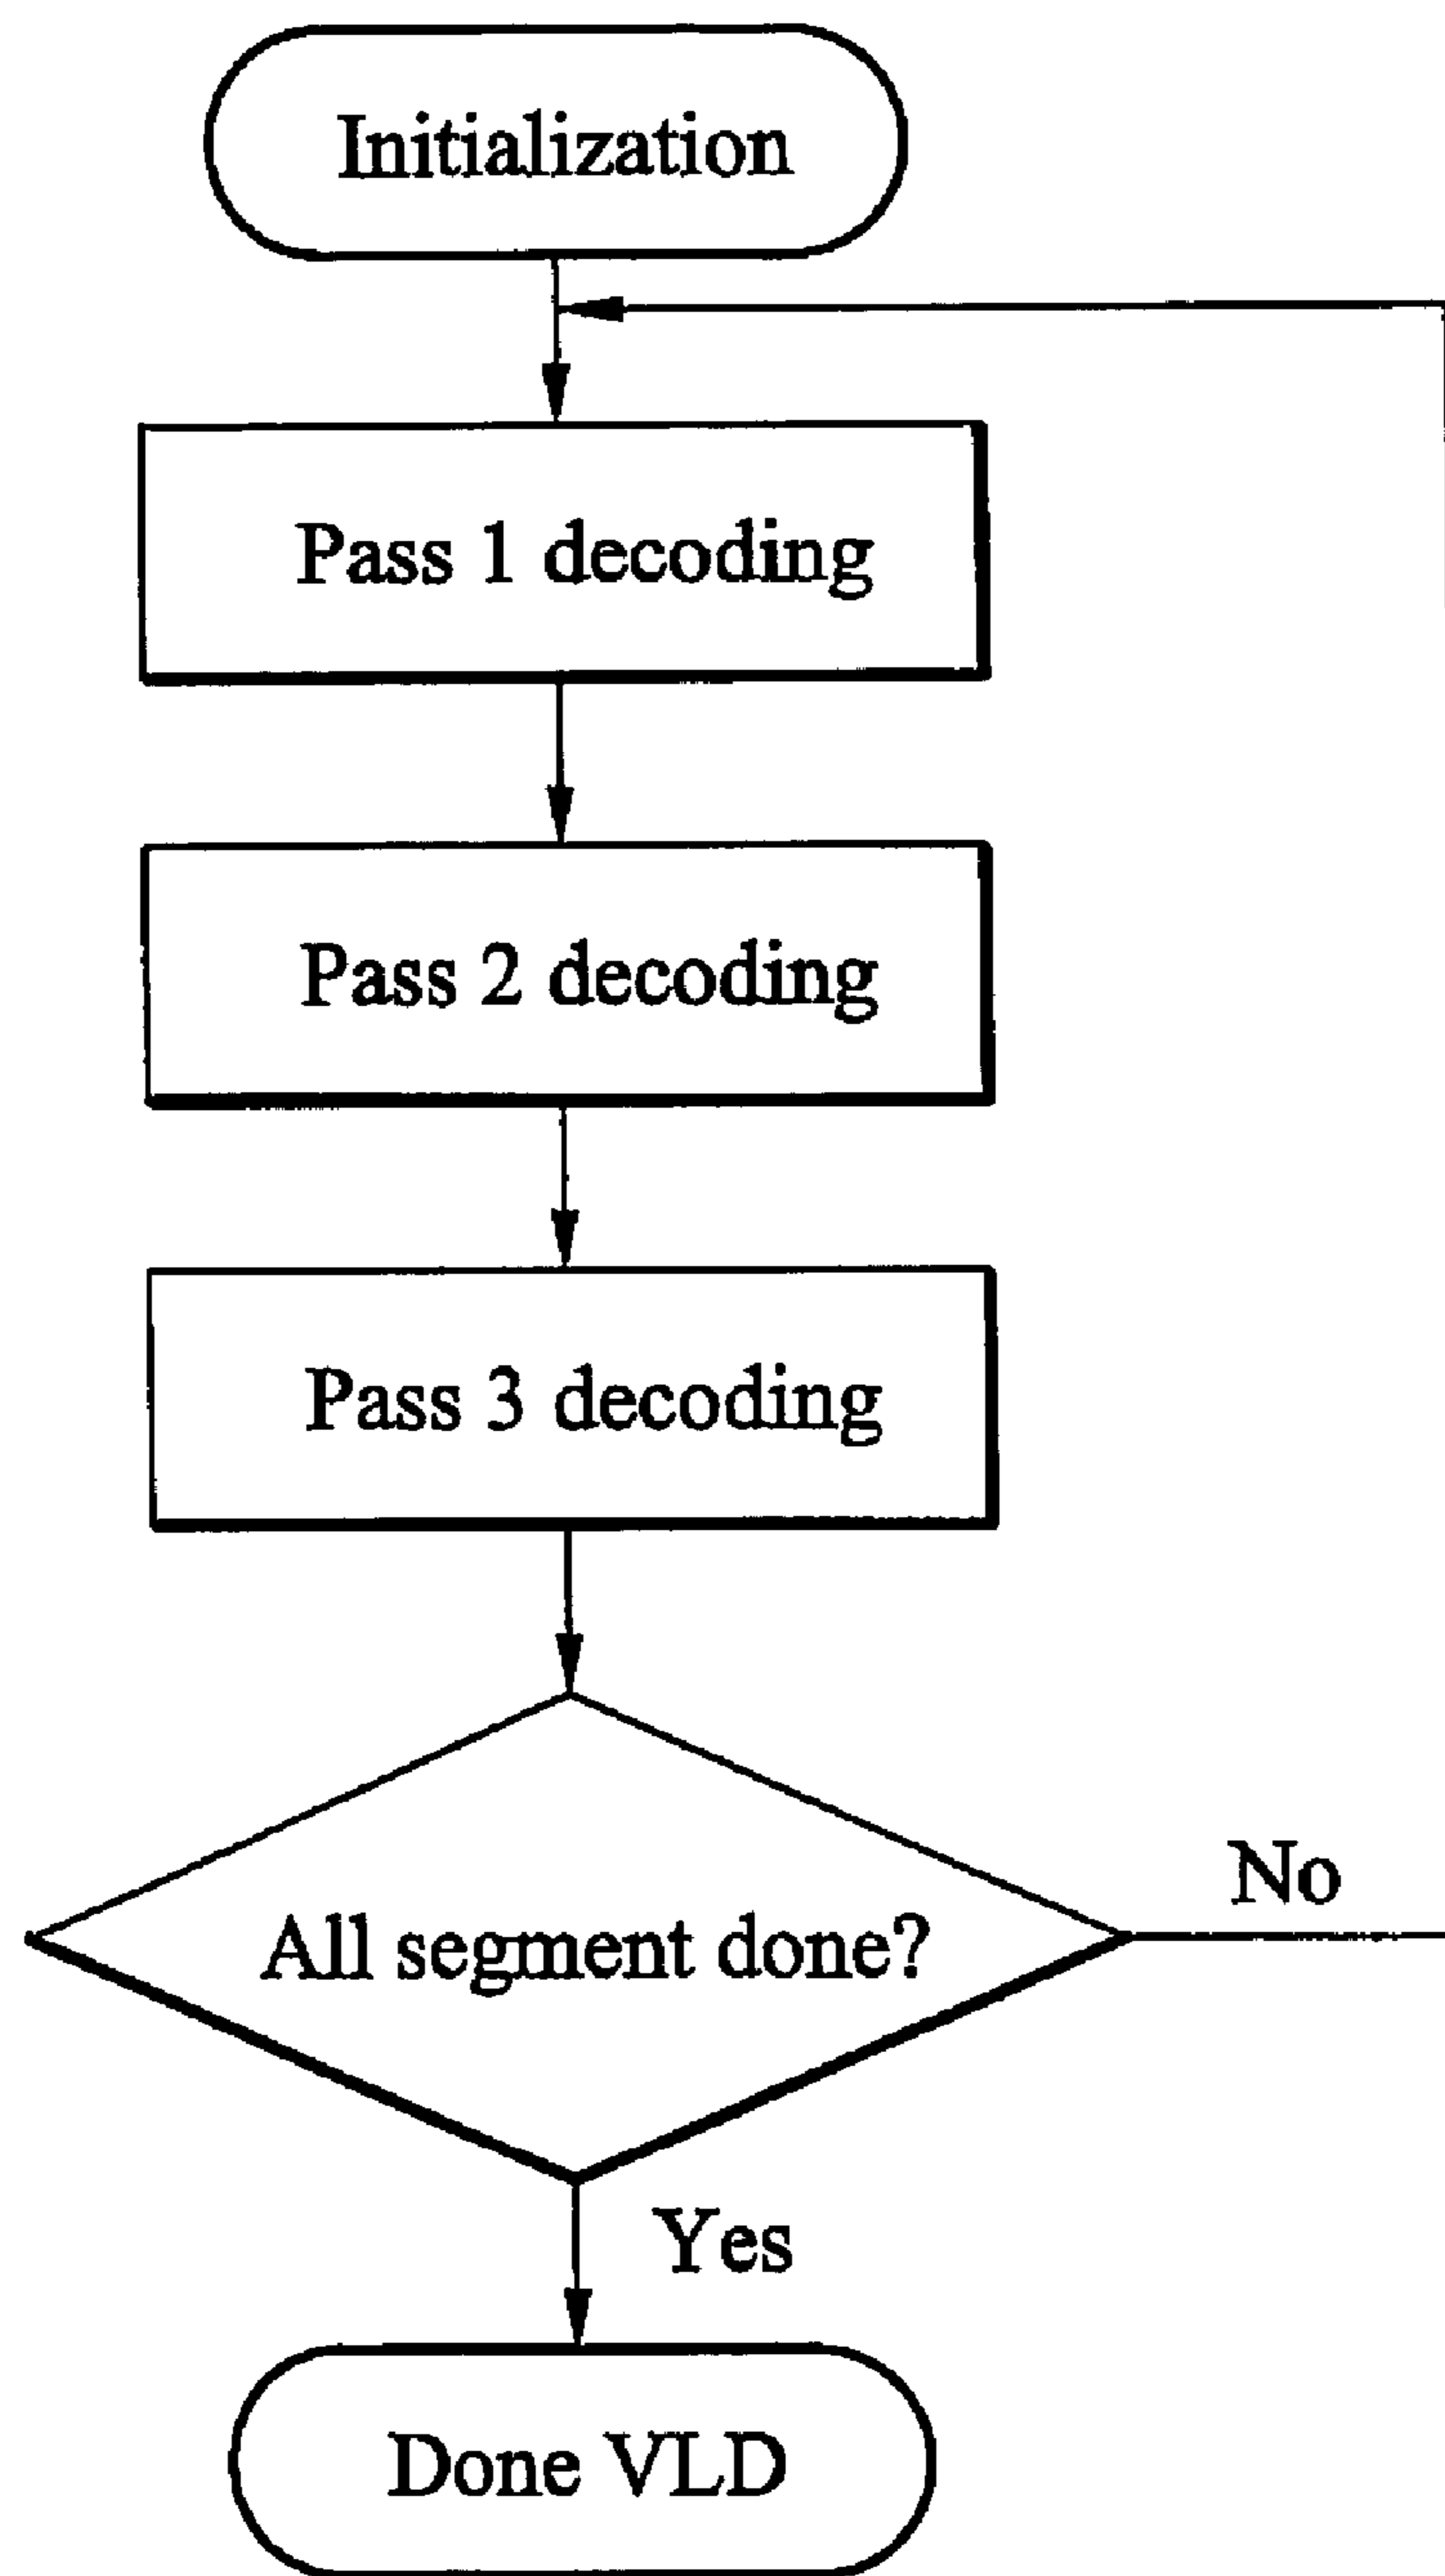 Initialization
Pass 1 decoding
Pass 2 decoding
Pass 3 decoding
All segment done?
No
Yes
Done VLD